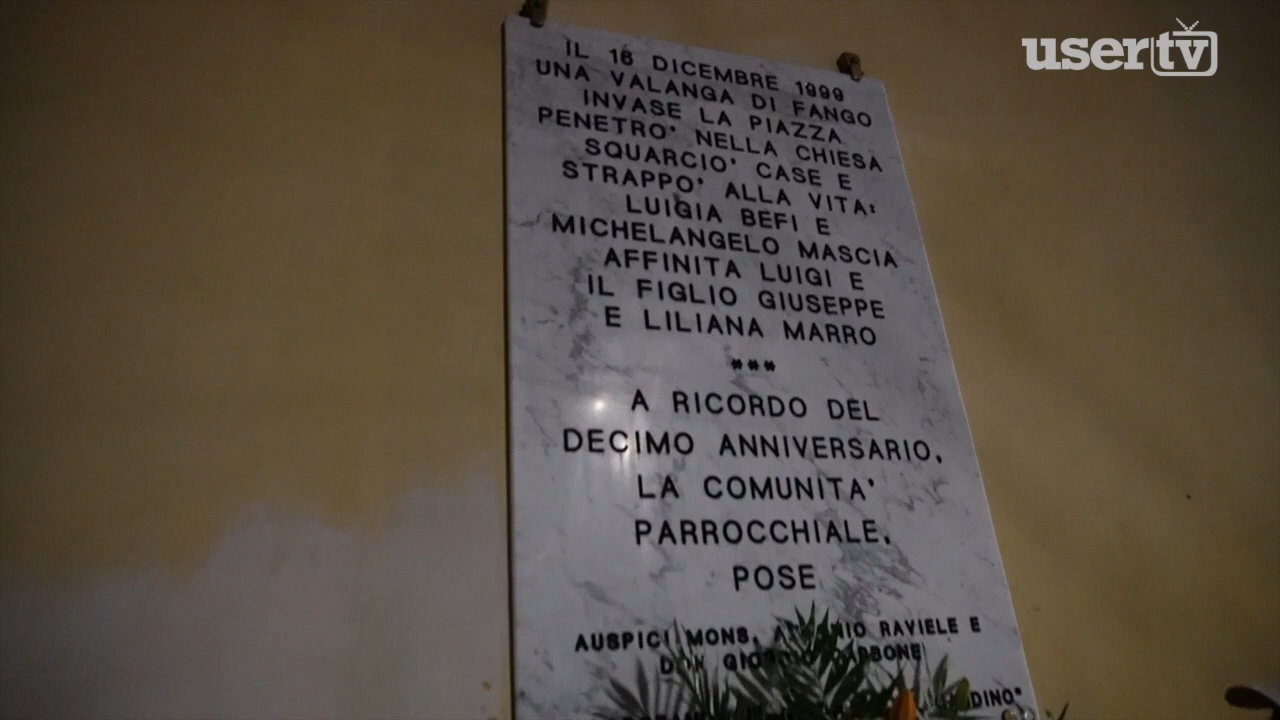 usertv
IL 16 DICEMBRE 1999
UNA VALANGA DI FANGO
INVASE LA PIAZZA
PENETRO' NELLA CHIESA
SQUARCIO' CASE E
STRAPPO' ALLA VITA:
LUIGIA BEFI E
MICHELANGELO MASCIA
AFFINITA LUIGI E
IL FIGLIO GIUSEPPE
E LILIANA MARRO
***
A RICORDO DEL
DECIMO ANNIVERSARIO.
LA COMUNITA'
PARROCCHIALE.
POSE
AUSPICI MONS. RAVIELE E
DON